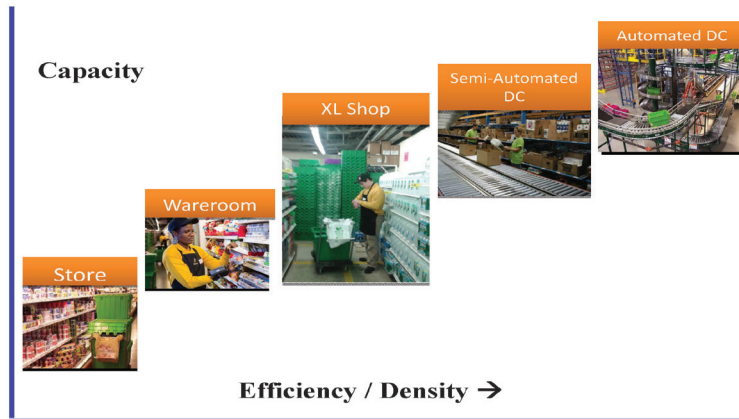 Capacity
Store
Wareroom
XL Shop
Semi-Automated
DC
Automated DC
Efficiency / Density →